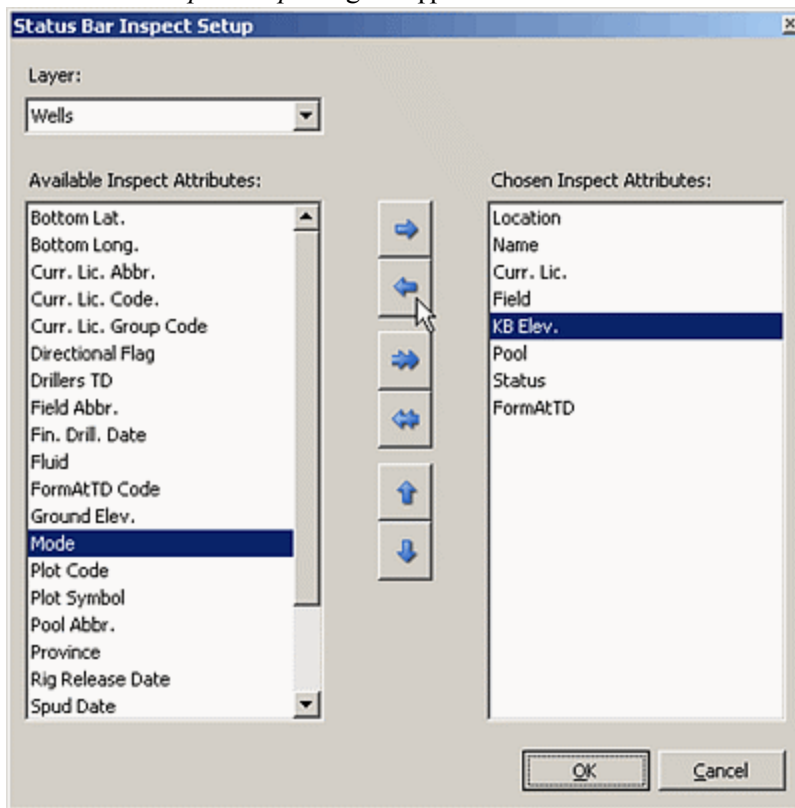 Status Bar Inspect Setup
Layer:
Wells
Available Inspect Attributes:
Bottom Lat.
Bottom Long.
Curr. Lic. Abbr.
Curr. Lic. Code.
Curr. Lic. Group Code
Directional Flag
Drillers TD
Field Abbr.
Fin. Drill. Date
Fluid
FormAtTD Code
Ground Elev.
Mode
Plot Code
Plot Symbol
Pool Abbr.
Province
Rig Release Date
Spud Date
Chosen Inspect Attributes:
Location
Name
Curr. Lic.
Field
KB Elev.
Pool
Status
FormAtTD
OK
Cancel